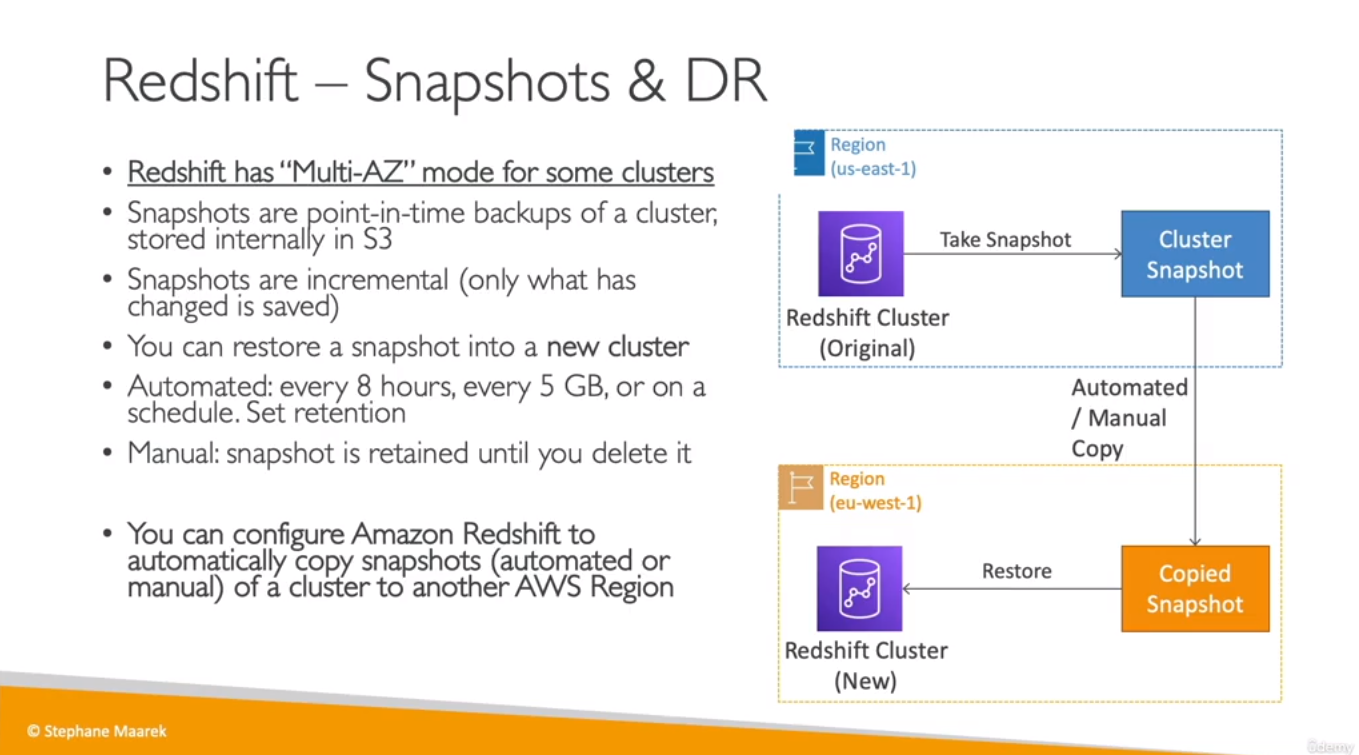 Redshift – Snapshots & DR
• Redshift has “Multi-AZ” mode for some clusters
• Snapshots are point-in-time backups of a cluster,
stored internally in S3
• Snapshots are incremental (only what has
changed is saved)
• You can restore a snapshot into a new cluster
• Automated: every 8 hours, every 5 GB, or on a
schedule. Set retention
• Manual: snapshot is retained until you delete it
• You can configure Amazon Redshift to
automatically copy snapshots (automated or
manual) of a cluster to another AWS Region
Region
(us-east-1)
Take Snapshot
Cluster
Snapshot
Redshift Cluster
(Original)
Automated
/ Manual
Copy
Region
(eu-west-1)
Restore
Copied
Snapshot
Redshift Cluster
(New)
© Stephane Maarek
ûdemy